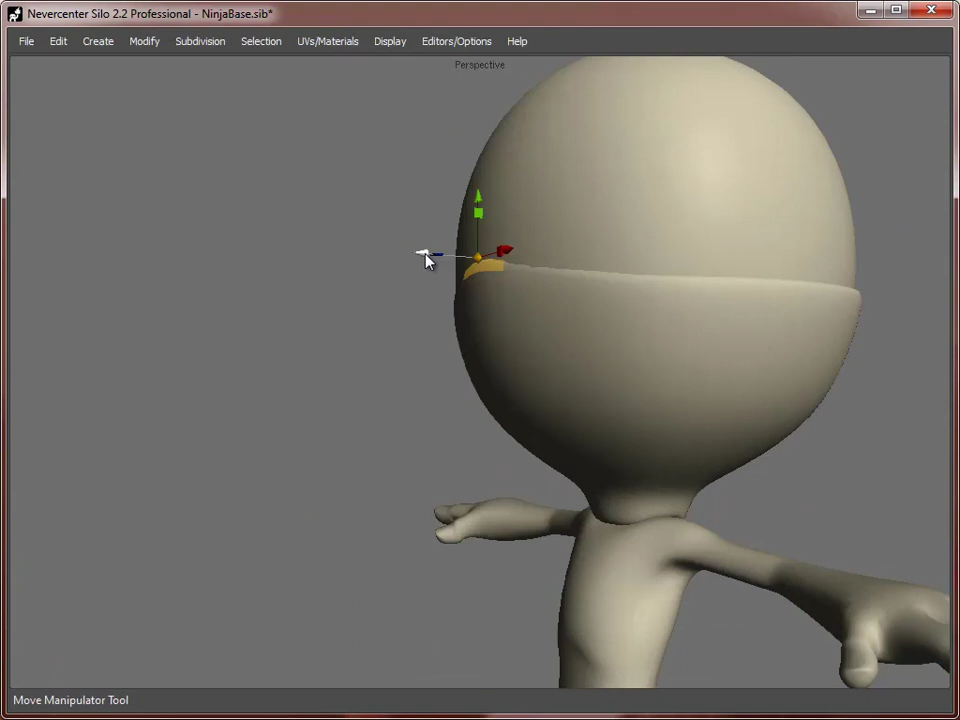 Nevercenter Silo 2.2 Professional - NinjaBase.sib*
File Edit Create Modify Subdivision Selection UVs/Materials Display Editors/Options Help
Perspective
Move Manipulator Tool